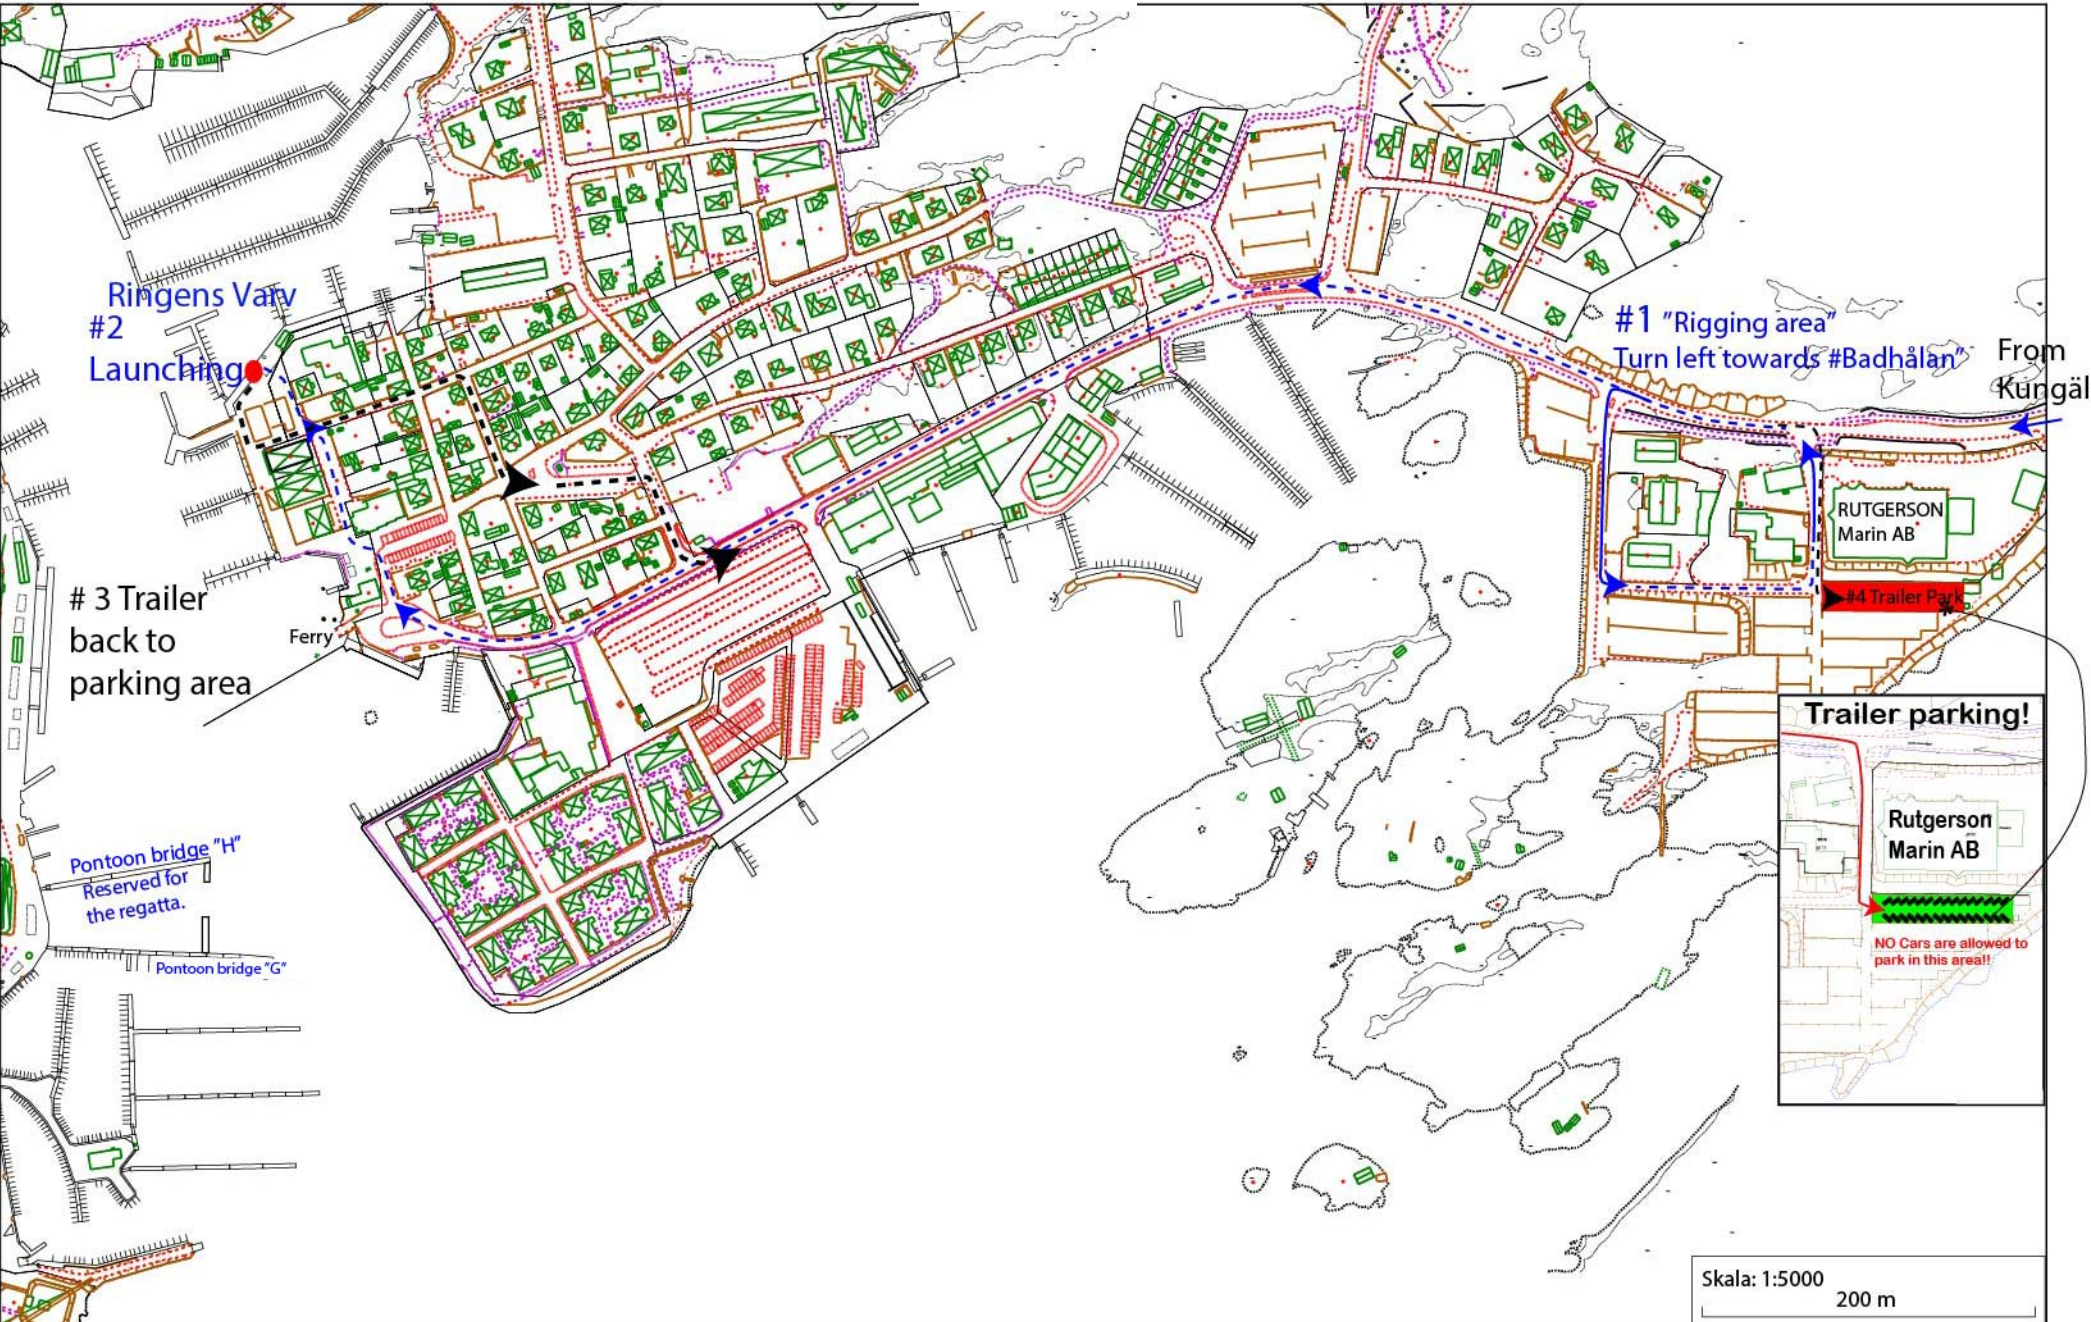 Ringens Varv
#2
Launching
#1 "Rigging area"
Turn left towards #Badhålan"
From
Kungäl
RUTGERSON
Marin AB
#4 Trailer Park
*
# 3 Trailer
back to
parking area
Ferry
Trailer parking!
Rutgerson
Marin AB
NO Cars are allowed to
park in this area!!
Pontoon bridge "H"
Reserved for
the regatta.
Pontoon bridge "G"
Skala: 1:5000
200 m